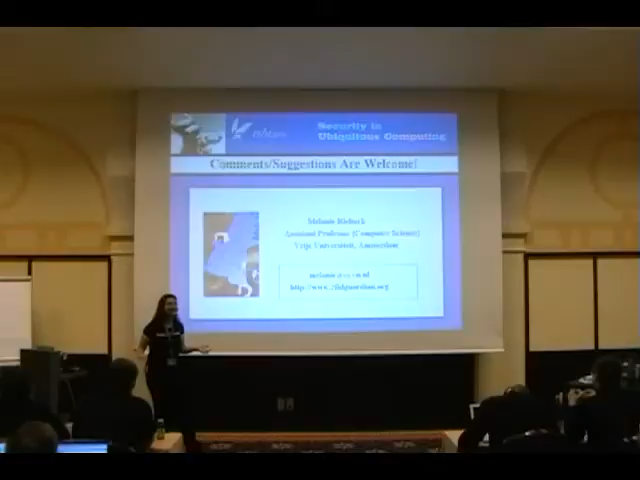 Security in
Ubiquitous Computing
Comments/Suggestions Are Welcome!
Melanie Rieback
Assistant Professor (Computer Science)
Vrije Universiteit, Amsterdam